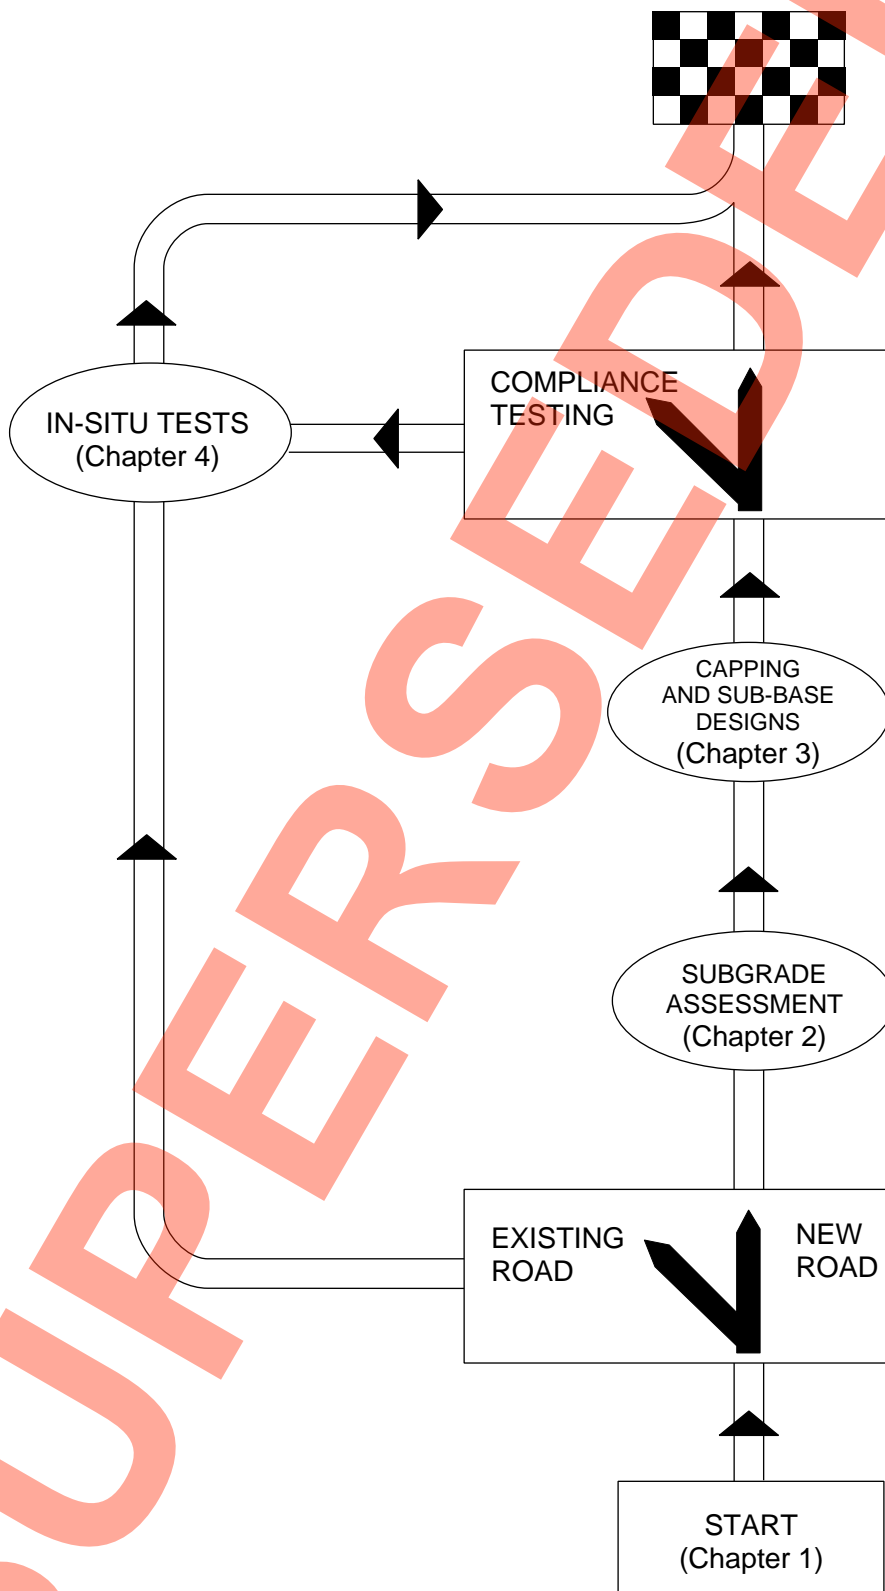 COMPLIANCE
TESTING
IN-SITU TESTS
(Chapter 4)
CAPPING
AND SUB-BASE
DESIGNS
(Chapter 3)
SUBGRADE
ASSESSMENT
(Chapter 2)
EXISTING
ROAD
NEW
ROAD
START
(Chapter 1)
SUPERSEDED